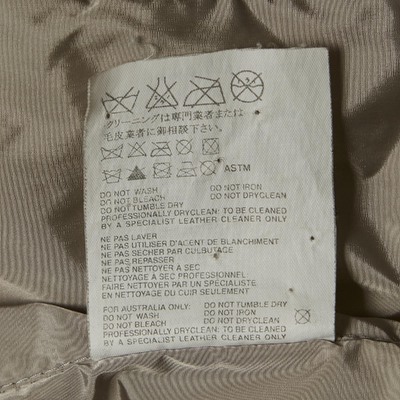 クリーニングは専門業者または
毛皮業者に御相談下さい。
ASTM
DO NOT WASH DO NOT IRON
DO NOT BLEACH DO NOT DRYCLEAN
DO NOT TUMBLE DRY
PROFESSIONALLY DRYCLEAN: TO BE CLEANED
BY A SPECIALIST LEATHER CLEANER ONLY
NE PAS LAVER
NE PAS UTILISER D'ACENT DE BLANCHIMENT
NE PAS SECHER PAR CULBUTAGE
NE PAS REPASSER
NE PAS NETTOYER A SEC
NETTOYAGE A SEC PROFESSIONNEL
FAIRE NETTOYER PAR UN SPECIALISTE
EN NETTOYAGE DU CUIR SEULEMENT
FOR AUSTRALIA ONLY: DO NOT TUMBLE DRY
DO NOT WASH DO NOT IRON
DO NOT BLEACH DO NOT DRYCLEAN
PROFESSIONALLY DRYCLEAN: TO BE CLEANED
BY A SPECIALIST LEATHER CLEANER ONLY